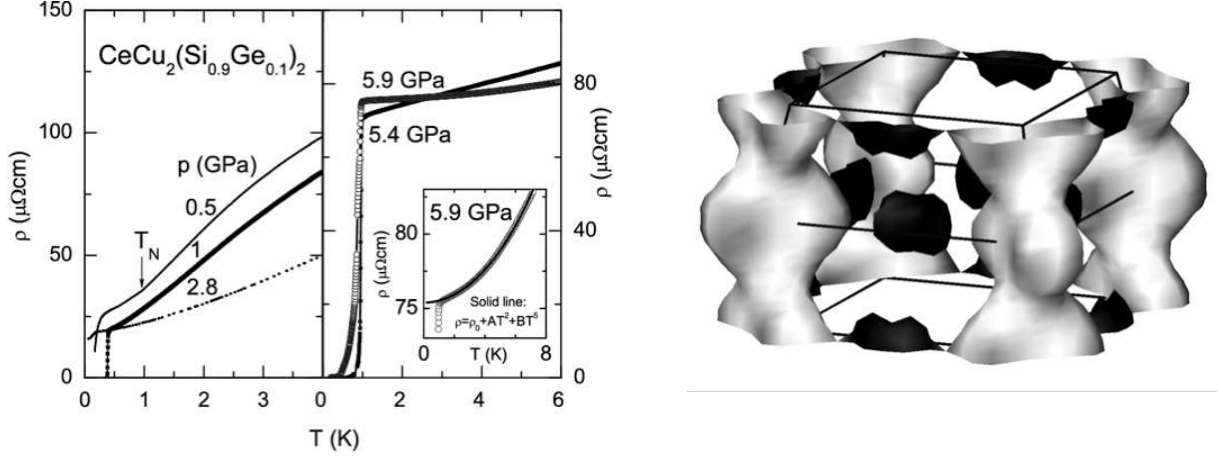 CeCu₂(Si₀.₉Ge₀.₁)₂
p (GPa)
0.5
T_N
1
2.8
ρ (μΩcm)
150
100
50
0
0 1 2 3
T (K)
5.9 GPa
5.4 GPa
80
40
0
ρ (μΩcm)
0 2 4 6
5.9 GPa
ρ (μΩcm)
80
75
Solid line:
ρ=ρ₀+AT²+BT⁵
0 T (K) 8